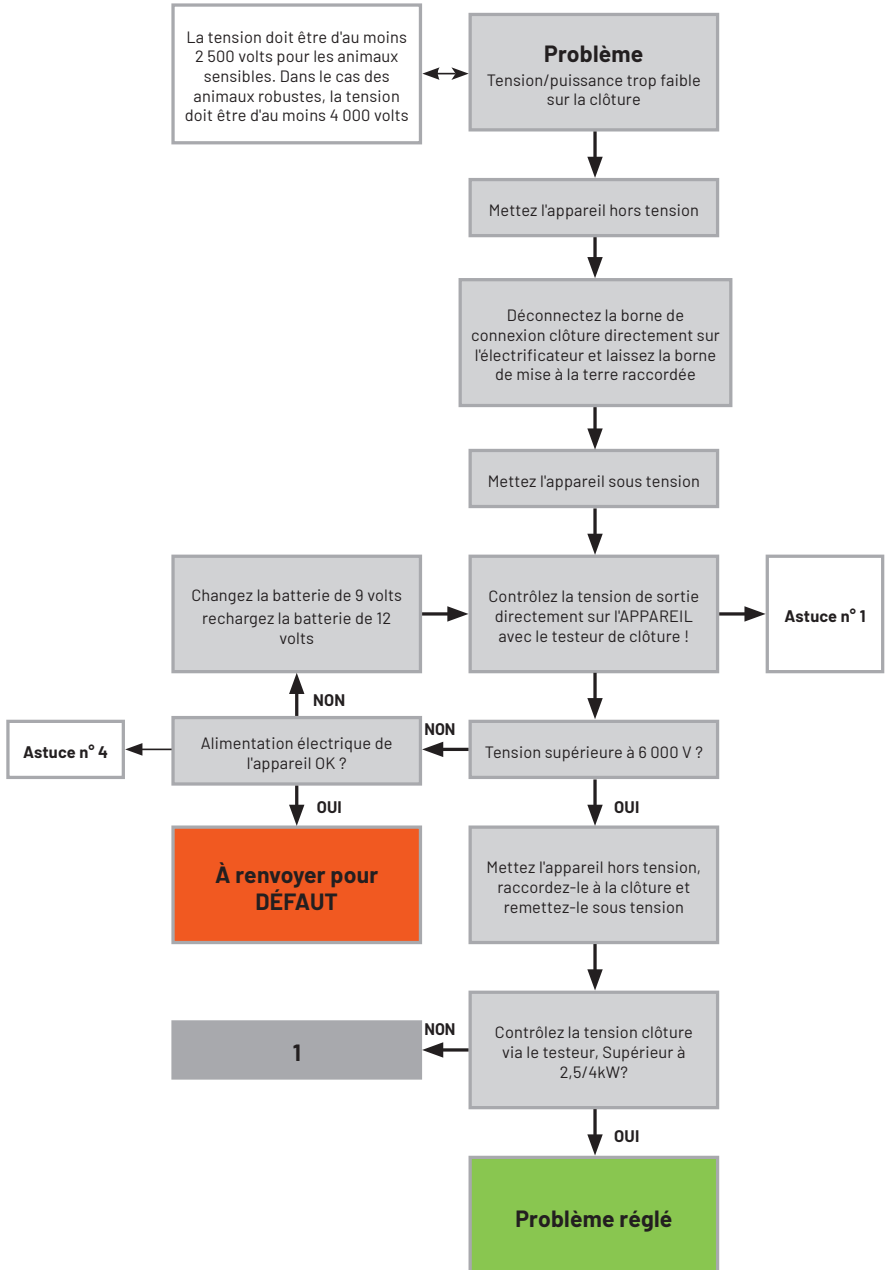 La tension doit être d'au moins
2 500 volts pour les animaux
sensibles. Dans le cas des
animaux robustes, la tension
doit être d'au moins 4 000 volts
Problème
Tension/puissance trop faible
sur la clôture
Mettez l'appareil hors tension
Déconnectez la borne de
connexion clôture directement sur
l'électrificateur et laissez la borne
de mise à la terre raccordée
Mettez l'appareil sous tension
Changez la batterie de 9 volts
rechargez la batterie de 12
volts
Contrôlez la tension de sortie
directement sur l'APPAREIL
avec le testeur de clôture !
Astuce n° 1
NON
Astuce n° 4
Alimentation électrique de
l'appareil OK ?
NON
Tension supérieure à 6 000 V ?
OUI
OUI
À renvoyer pour
DÉFAUT
Mettez l'appareil hors tension,
raccordez-le à la clôture et
remettez-le sous tension
1
NON
Contrôlez la tension clôture
via le testeur, Supérieur à
2,5/4kW?
OUI
Problème réglé